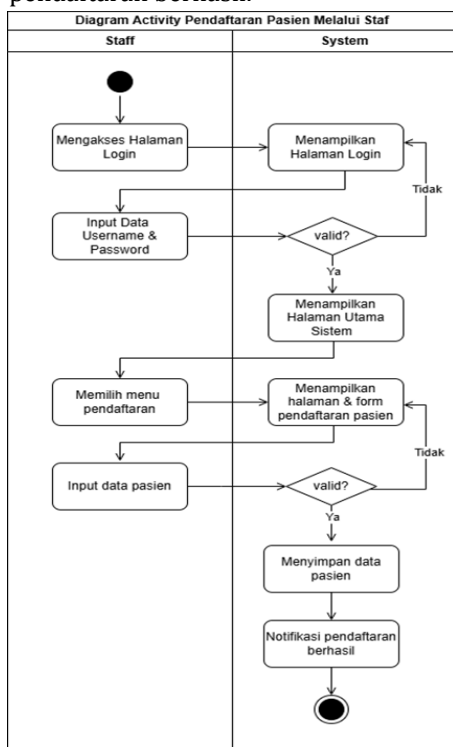 pendaftaran berhasil.
Diagram Activity Pendaftaran Pasien Melalui Staf
Staff
System
Mengakses Halaman
Login
Menampilkan
Halaman Login
Tidak
Input Data
Username &
Password
valid?
Ya
Menampilkan
Halaman Utama
Sistem
Memilih menu
pendaftaran
Menampilkan
halaman & form
pendaftaran pasien
Tidak
Input data pasien
valid?
Ya
Menyimpan data
pasien
Notifikasi pendaftaran
berhasil